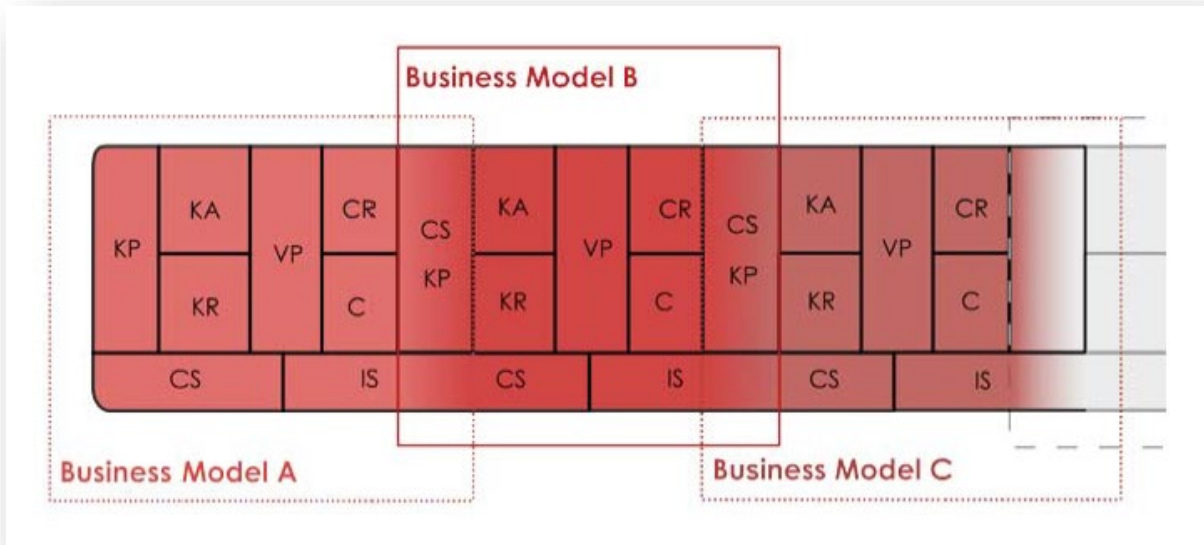 Business Model B
KA
CR
CS
KA
CR
CS
KA
CR
KP
VP
VP
VP
KR
C
KP
KR
C
KP
KR
C
CS
IS
CS
IS
CS
IS
Business Model A
Business Model C